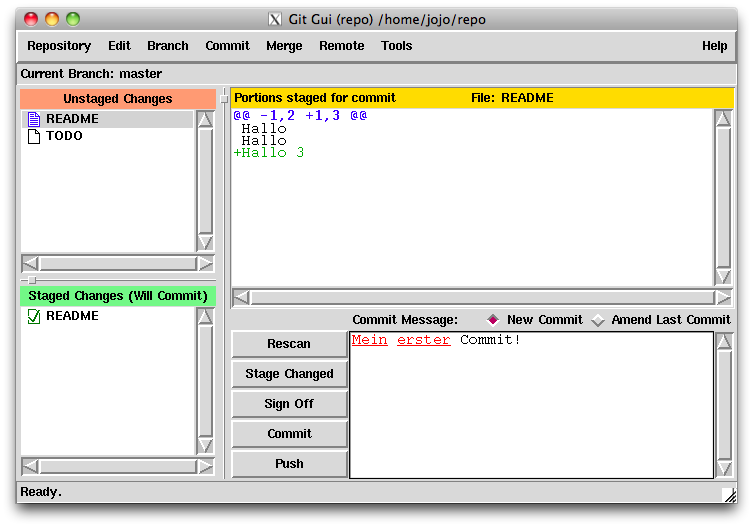 Git Gui (repo) /home/jojo/repo
Repository Edit Branch Commit Merge Remote Tools Help
Current Branch: master
Unstaged Changes
README
TODO
Staged Changes (Will Commit)
README
Portions staged for commit File: README
@@ -1,2 +1,3 @@
Hallo
Hallo
+Hallo 3
Commit Message: New Commit Amend Last Commit
Rescan
Stage Changed
Sign Off
Commit
Push
Mein erster Commit!
Ready.